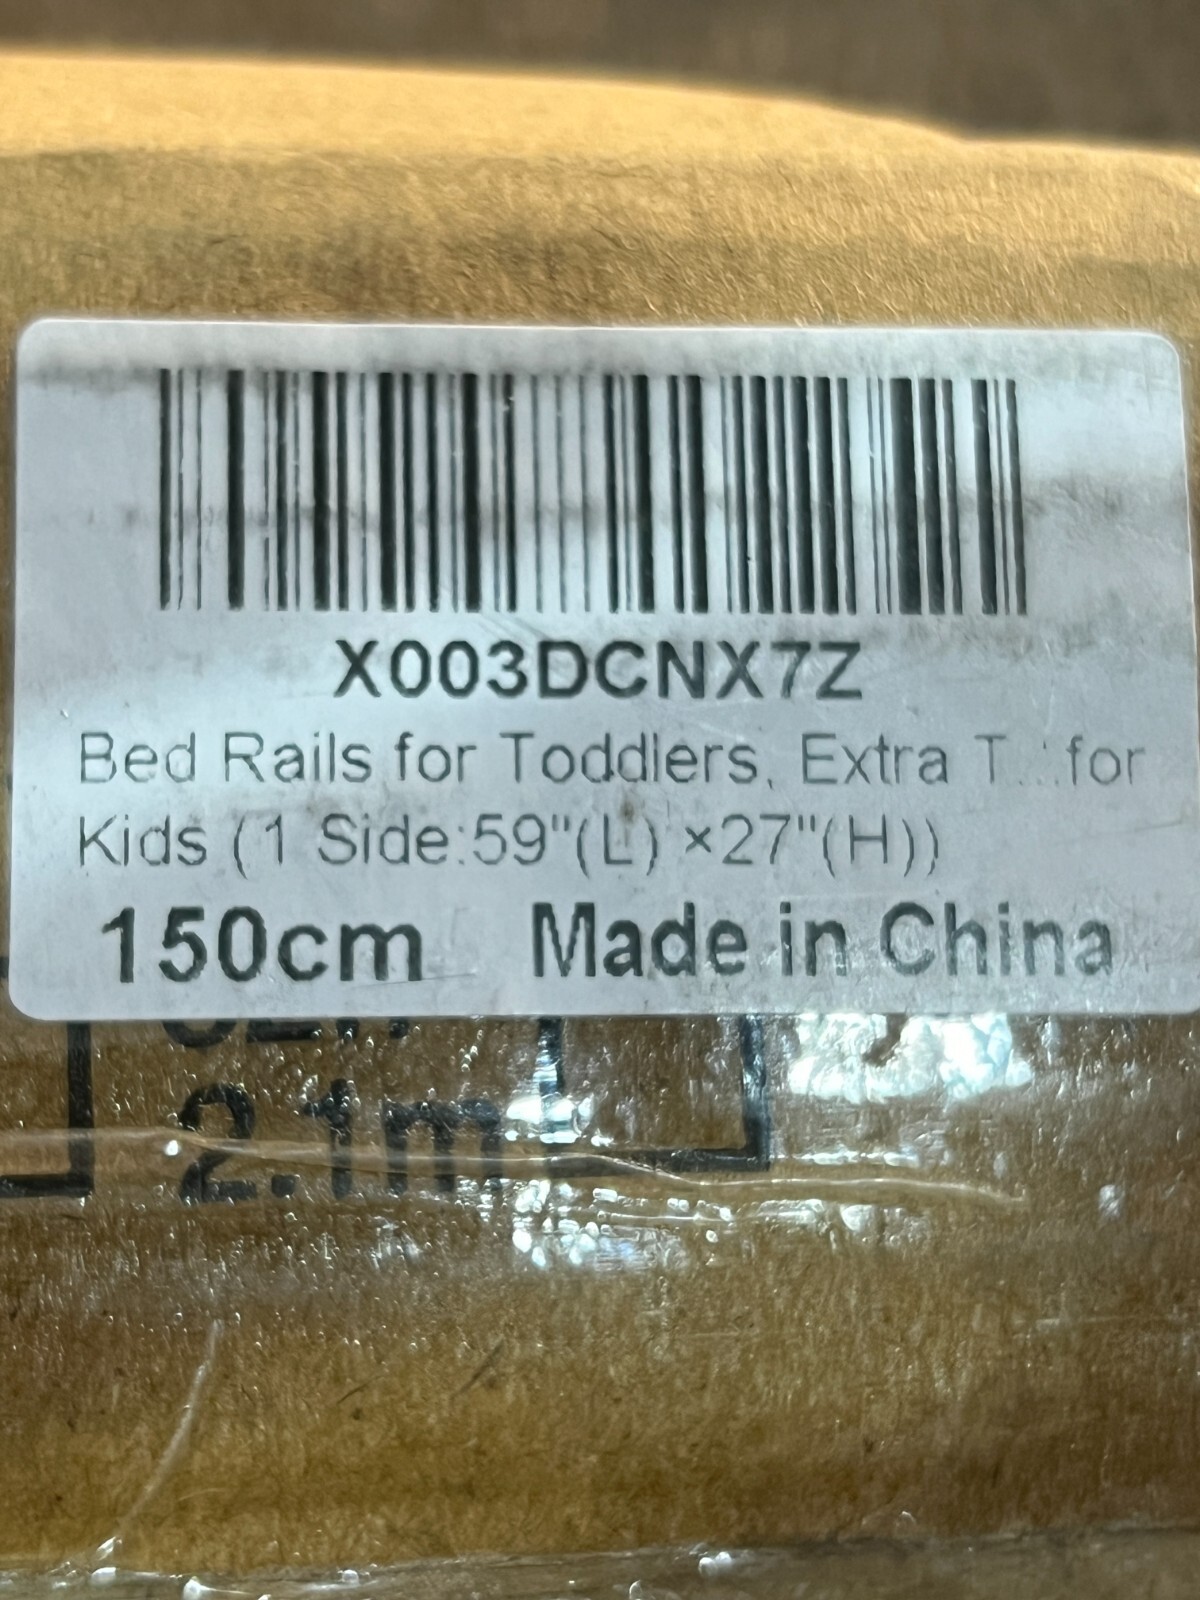 X003DCNX7Z
Bed Rails for Toddlers, Extra T...for
Kids (1 Side:59"(L) ×27"(H))
150cm Made in China
2.1m